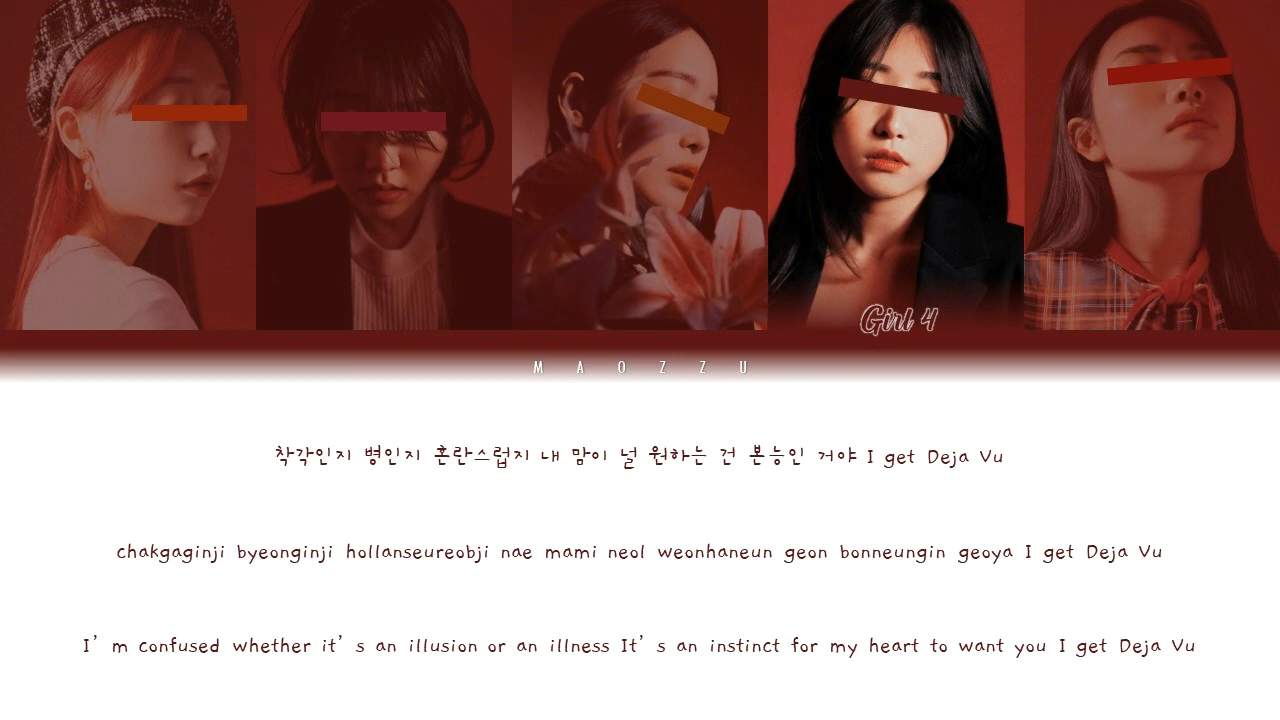 Girl 4
MAOZZU
착각인지 병인지 혼란스럽지 내 맘이 널 원하는 건 본능인 거야 I get Deja Vu
chakgaginji byeonginji hollanseureobji nae mami neol weonhaneun geon bonneungin geoya I get Deja Vu
I’m confused whether it’s an illusion or an illness It’s an instinct for my heart to want you I get Deja Vu